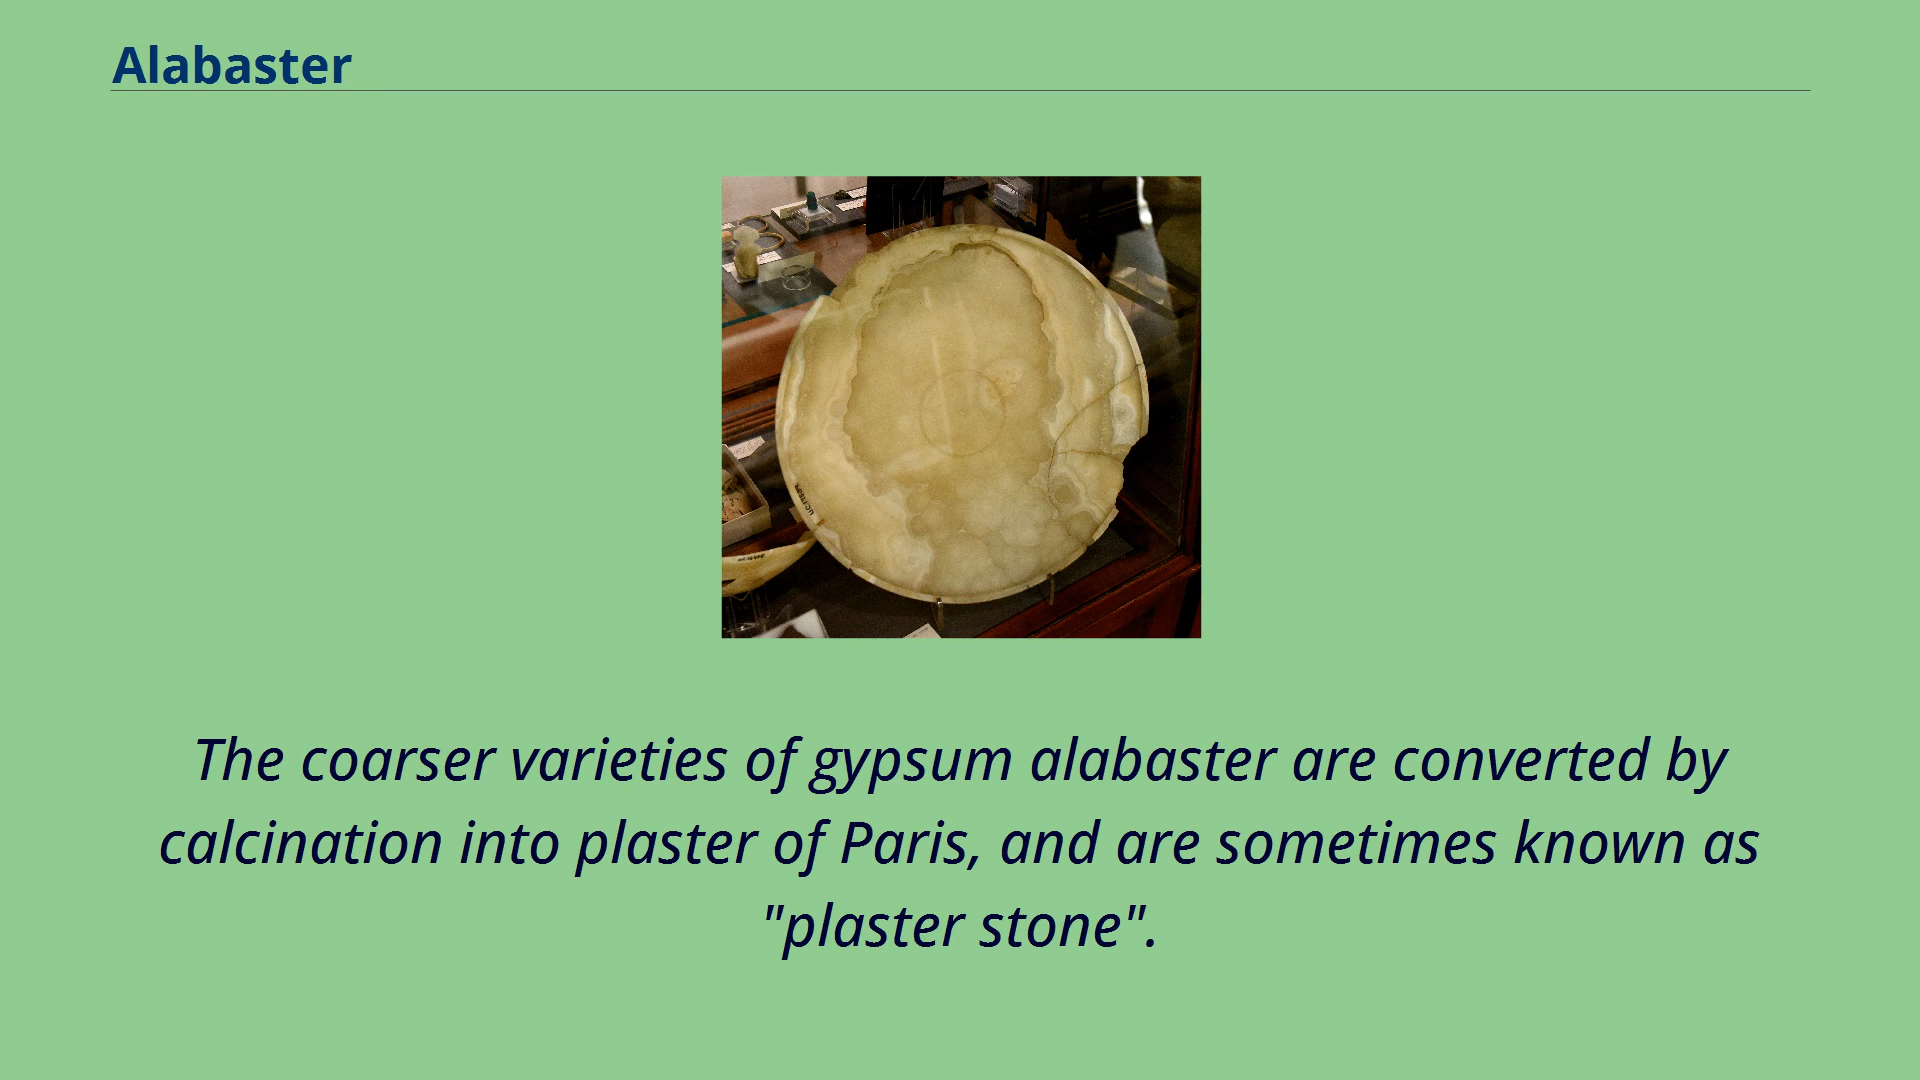 Alabaster
The coarser varieties of gypsum alabaster are converted by
calcination into plaster of Paris, and are sometimes known as
"plaster stone".